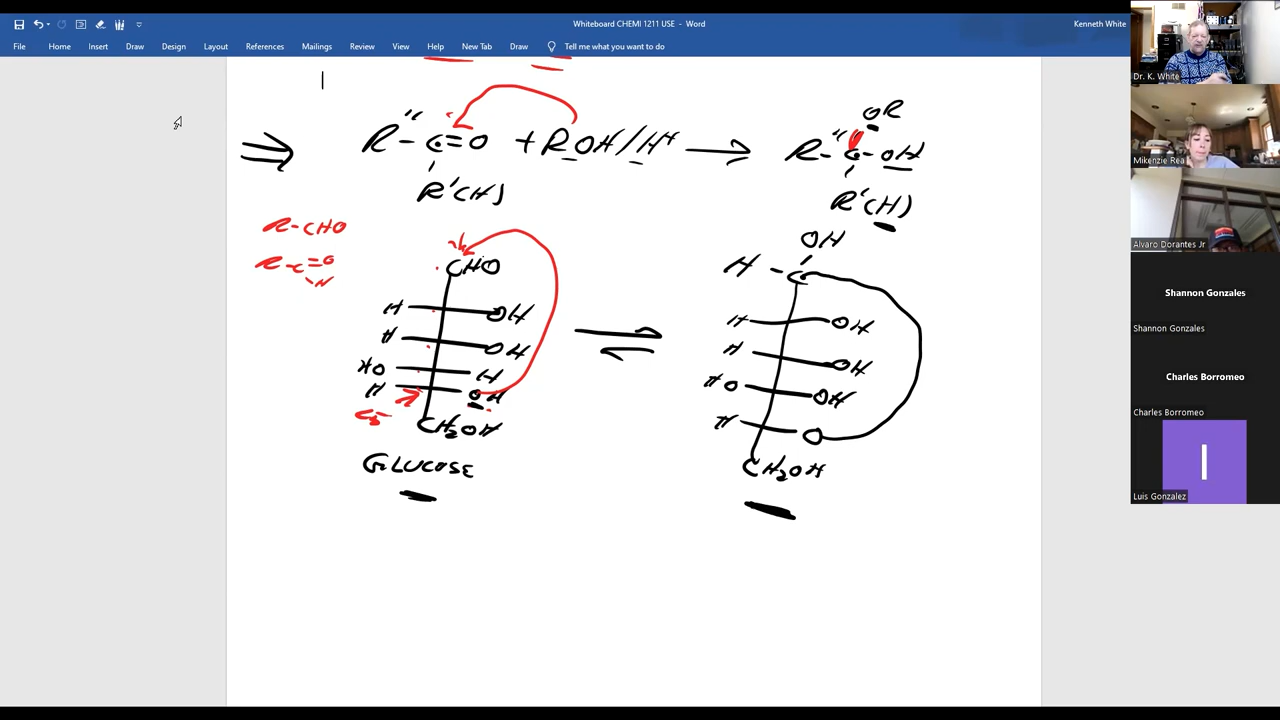 Whiteboard CHEMI 1211 USE - Word
Kenneth White
File Home Insert Draw Design Layout References Mailings Review View Help New Tab Draw Tell me what you want to do
R - C = O + ROH / H+ → R - C - OH
OR
R'(H)
R'(H)
R-CHO
R-C=O
-H
CHO
H OH
H OH
HO H
H OH
C5
CH2OH
GLUCOSE
OH
H - C
H OH
H OH
HO OH
H O
CH2OH
Dr. K. White
Mikenzie Rea
Alvaro Dorantes Jr
Shannon Gonzales
Shannon Gonzales
Charles Borromeo
Charles Borromeo
I
Luis Gonzalez